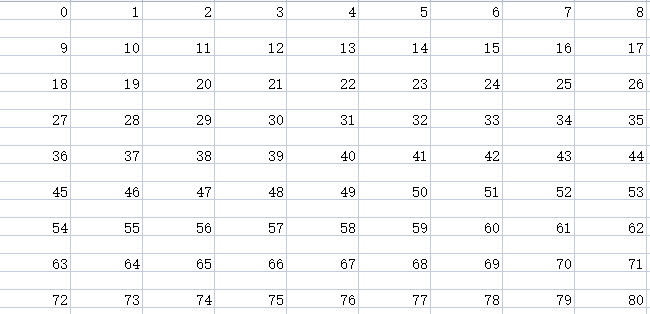 0 1 2 3 4 5 6 7 8
9 10 11 12 13 14 15 16 17
18 19 20 21 22 23 24 25 26
27 28 29 30 31 32 33 34 35
36 37 38 39 40 41 42 43 44
45 46 47 48 49 50 51 52 53
54 55 56 57 58 59 60 61 62
63 64 65 66 67 68 69 70 71
72 73 74 75 76 77 78 79 80